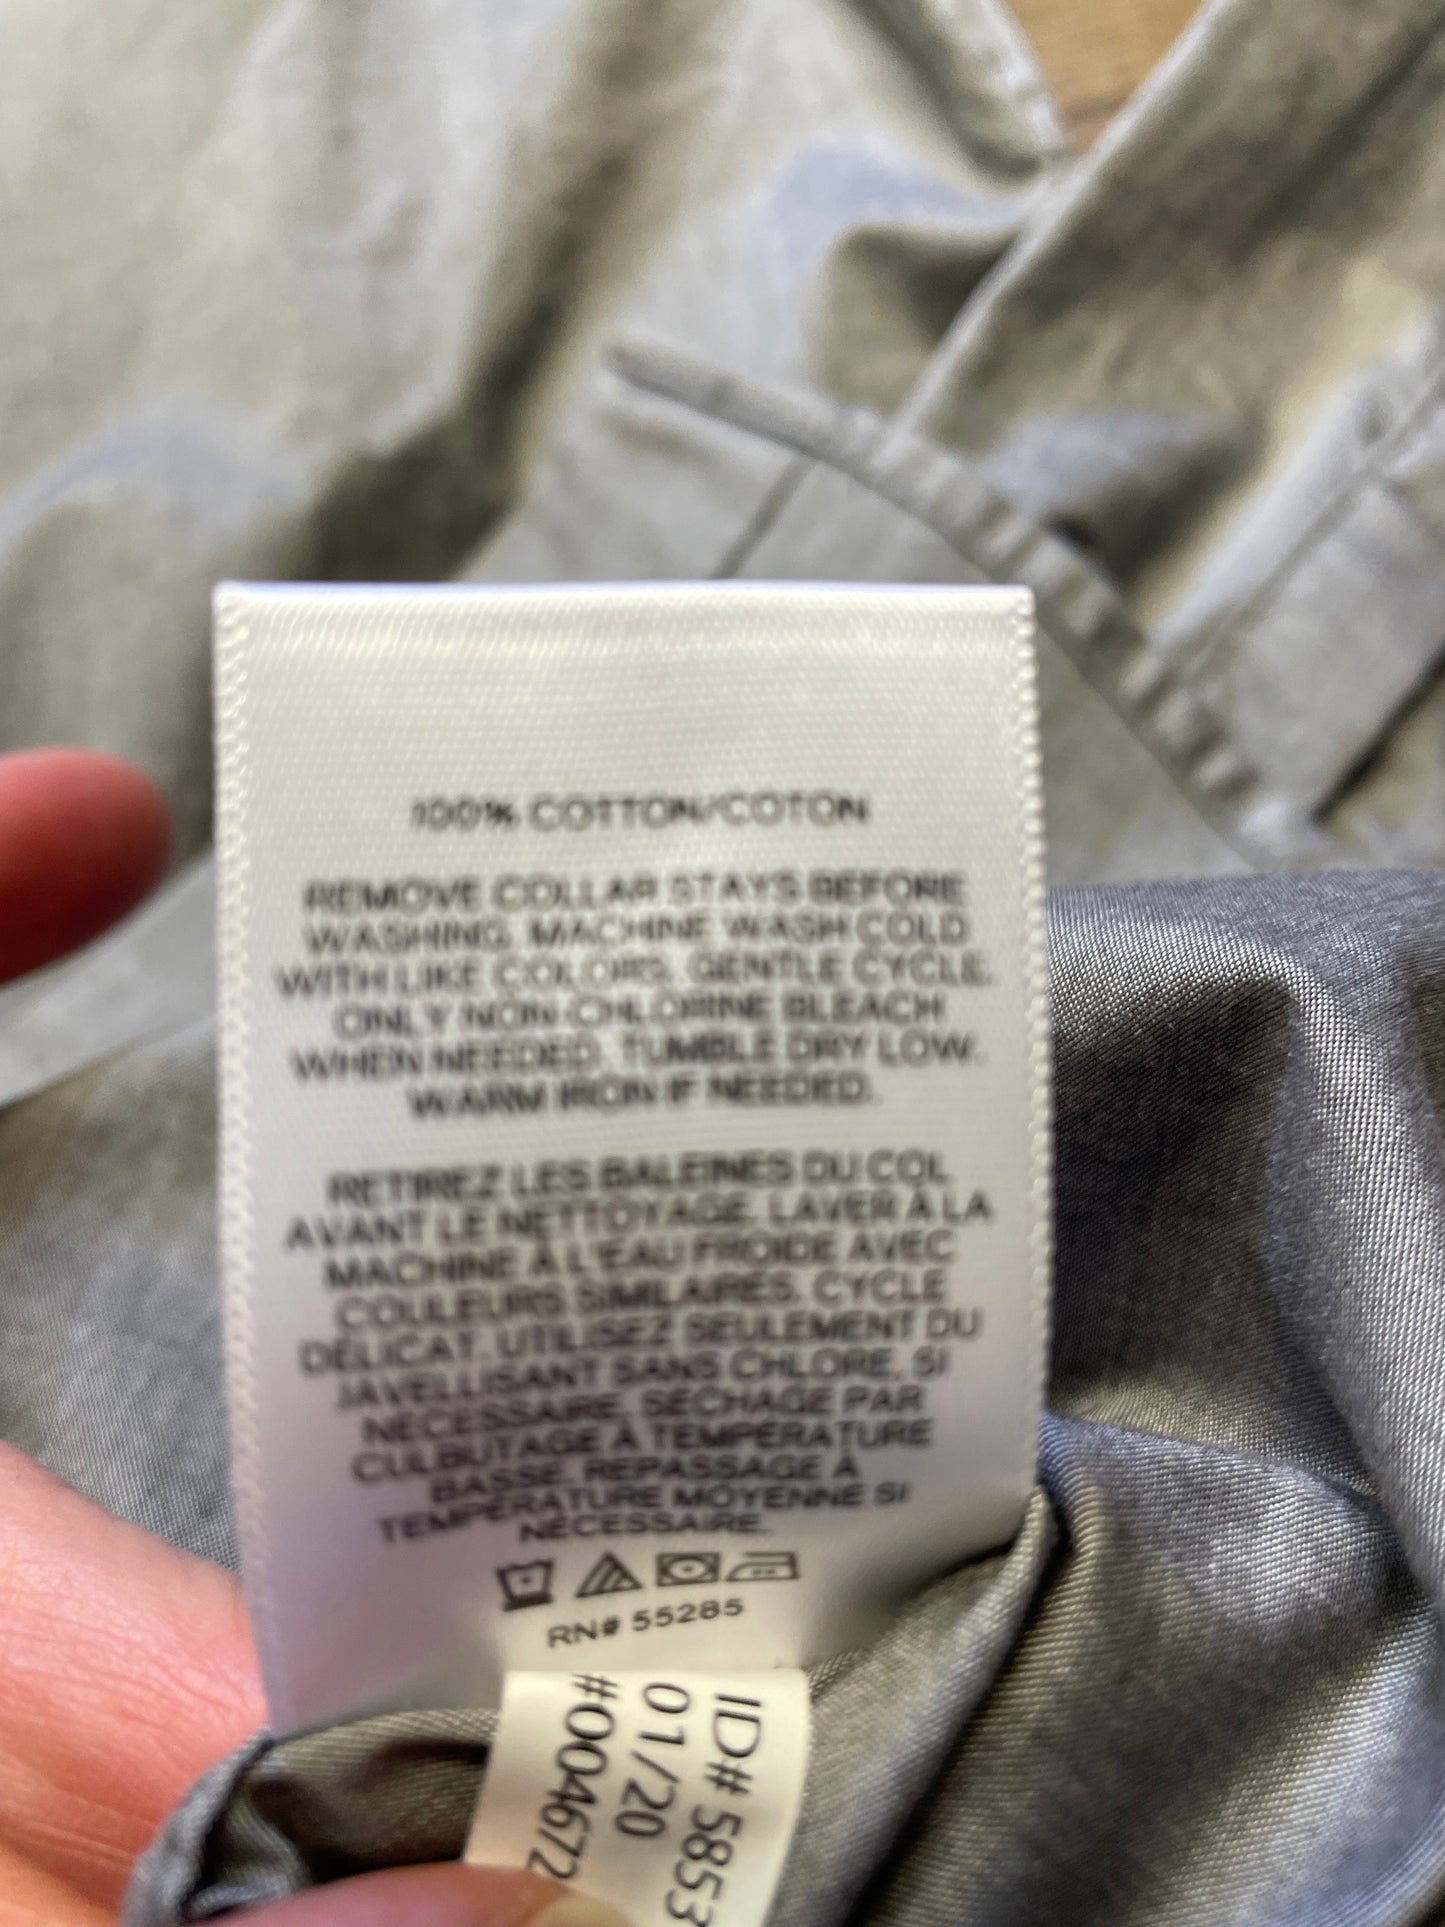 100% COTTON/COTON
REMOVE COLLAR STAYS BEFORE
WASHING. MACHINE WASH COLD
WITH LIKE COLORS. GENTLE CYCLE.
ONLY NON-CHLORINE BLEACH
WHEN NEEDED. TUMBLE DRY LOW.
WARM IRON IF NEEDED.
RETIREZ LES BALEINES DU COL
AVANT LE NETTOYAGE. LAVER À LA
MACHINE À L'EAU FROIDE AVEC
COULEURS SIMILAIRES. CYCLE
DÉLICAT. UTILISEZ SEULEMENT DU
JAVELLISANT SANS CHLORE, SI
NÉCESSAIRE. SÉCHAGE PAR
CULBUTAGE À TEMPÉRATURE
BASSE. REPASSAGE À
TEMPÉRATURE MOYENNE SI
NÉCESSAIRE.
RN# 55285
ID# 5853
01/20
#004672